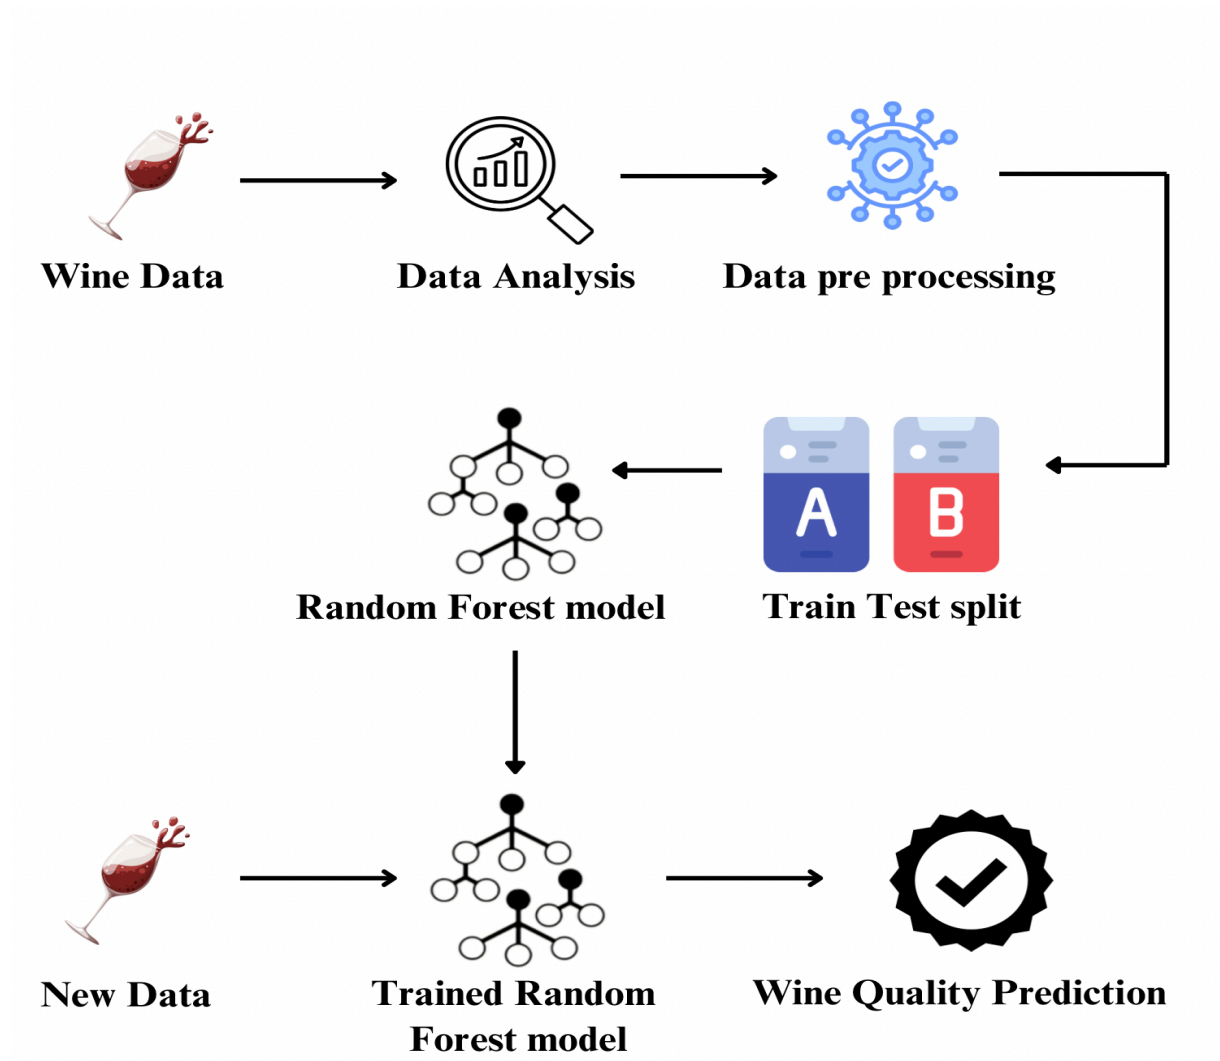 Wine Data
Data Analysis
Data pre processing
A
B
Random Forest model
Train Test split
New Data
Trained Random
Forest model
Wine Quality Prediction